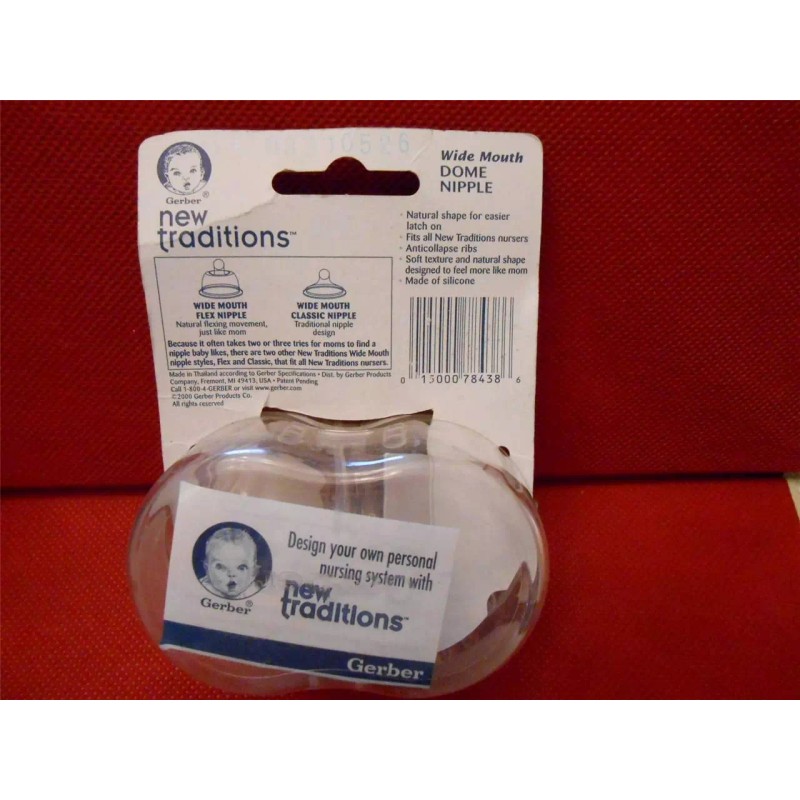 10526
Gerber®
new
traditions™
Wide Mouth
DOME
NIPPLE
· Natural shape for easier
latch on
· Fits all New Traditions nursers
· Anticollapse ribs
· Soft texture and natural shape
designed to feel more like mom
· Made of silicone
WIDE MOUTH
FLEX NIPPLE
Natural flexing movement,
just like mom
WIDE MOUTH
CLASSIC NIPPLE
Traditional nipple
design
Because it often takes two or three tries for moms to find a
nipple baby likes, there are two other New Traditions Wide Mouth
nipple styles, Flex and Classic, that fit all New Traditions nursers.
Made in Thailand according to Gerber Specifications • Dist. by Gerber Products
Company, Fremont, MI 49413, USA • Patent Pending
Call 1-800-4-GERBER or visit www.gerber.com
©2000 Gerber Products Co.
All rights reserved
0 15000 78438 6
Gerber®
Design your own personal
nursing system with
new
traditions™
Gerber